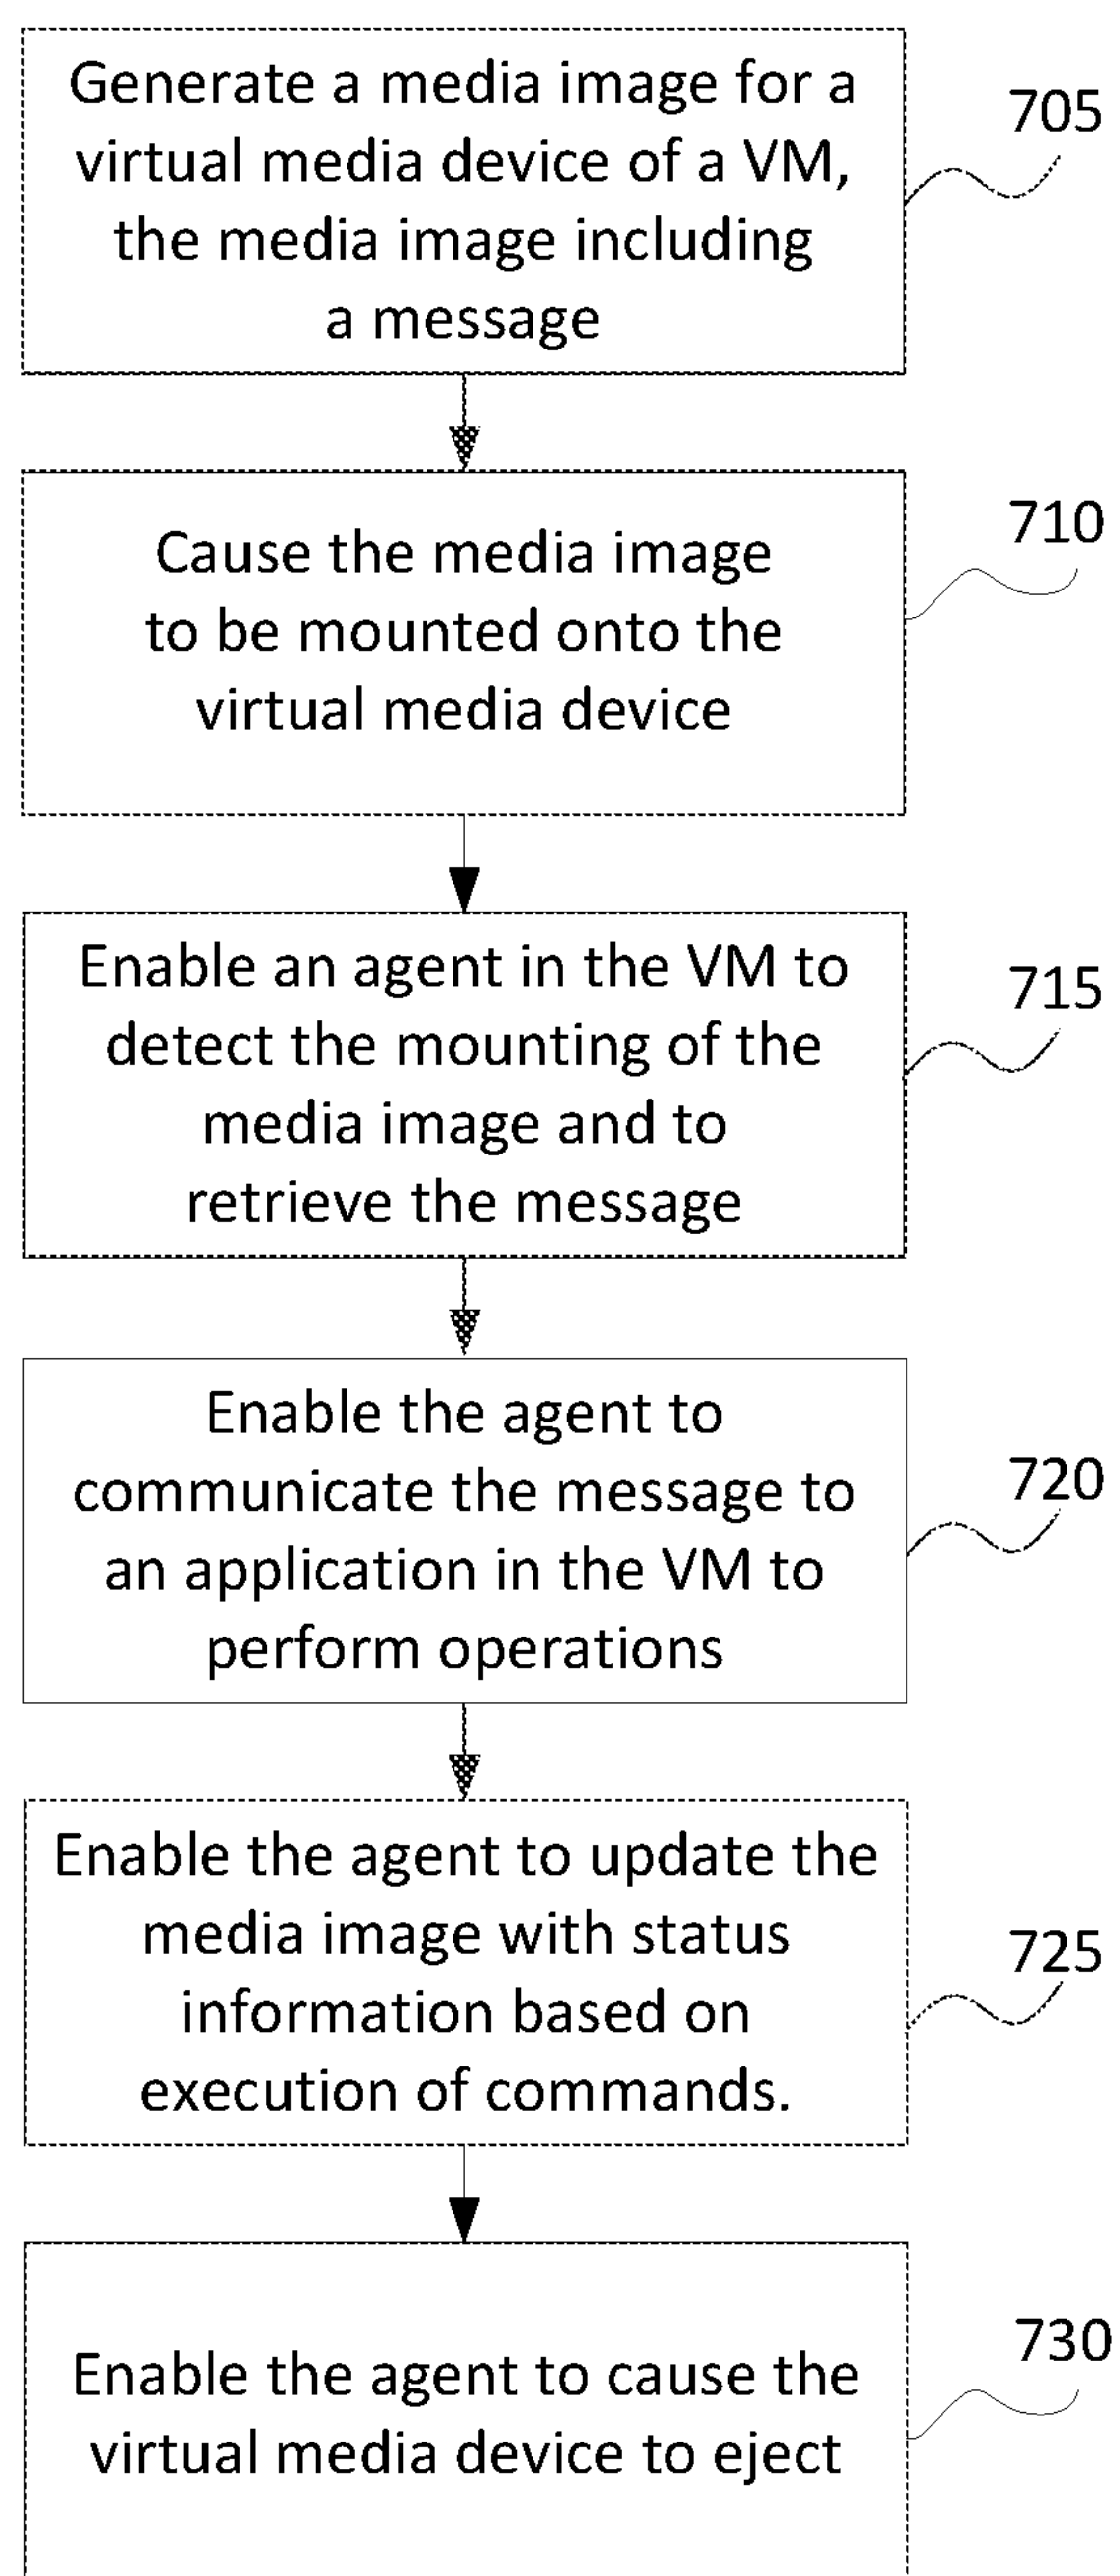 Generate a media image for a
virtual media device of a VM,
the media image including
a message
705
Cause the media image
to be mounted onto the
virtual media device
710
Enable an agent in the VM to
detect the mounting of the
media image and to
retrieve the message
715
Enable the agent to
communicate the message to
an application in the VM to
perform operations
720
Enable the agent to update the
media image with status
information based on
execution of commands.
725
Enable the agent to cause the
virtual media device to eject
730